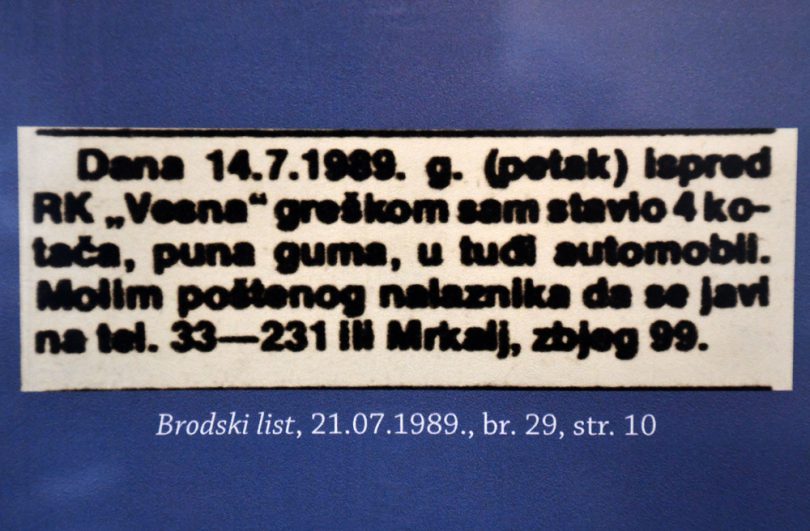 Dana 14.7.1989. g. (petak) ispred
RK „Vesna“ greškom sam stavio 4 ko-
tača, puna guma, u tuđi automobil.
Molim poštenog nalaznika da se javi
na tel. 33—231 ili Mrkalj, zbjeg 99.
Brodski list, 21.07.1989., br. 29, str. 10